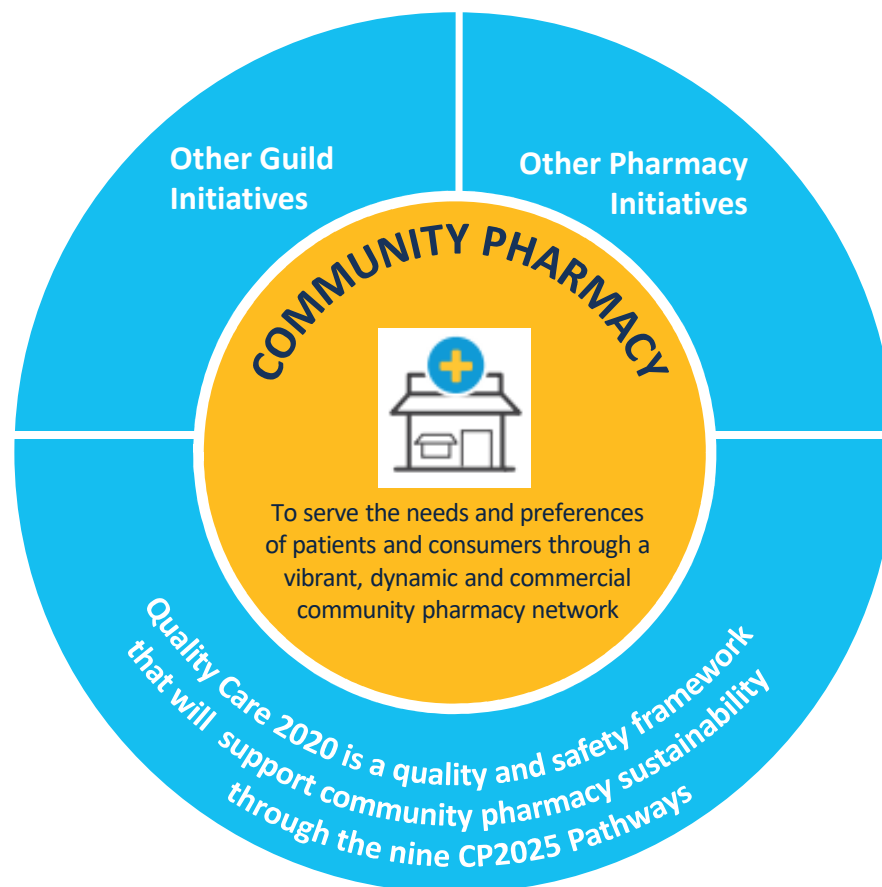 Other Guild
Initiatives
Other Pharmacy
Initiatives
COMMUNITY PHARMACY
To serve the needs and preferences
of patients and consumers through a
vibrant, dynamic and commercial
community pharmacy network
Quality Care 2020 is a quality and safety framework
that will support community pharmacy sustainability
through the nine CP2025 Pathways